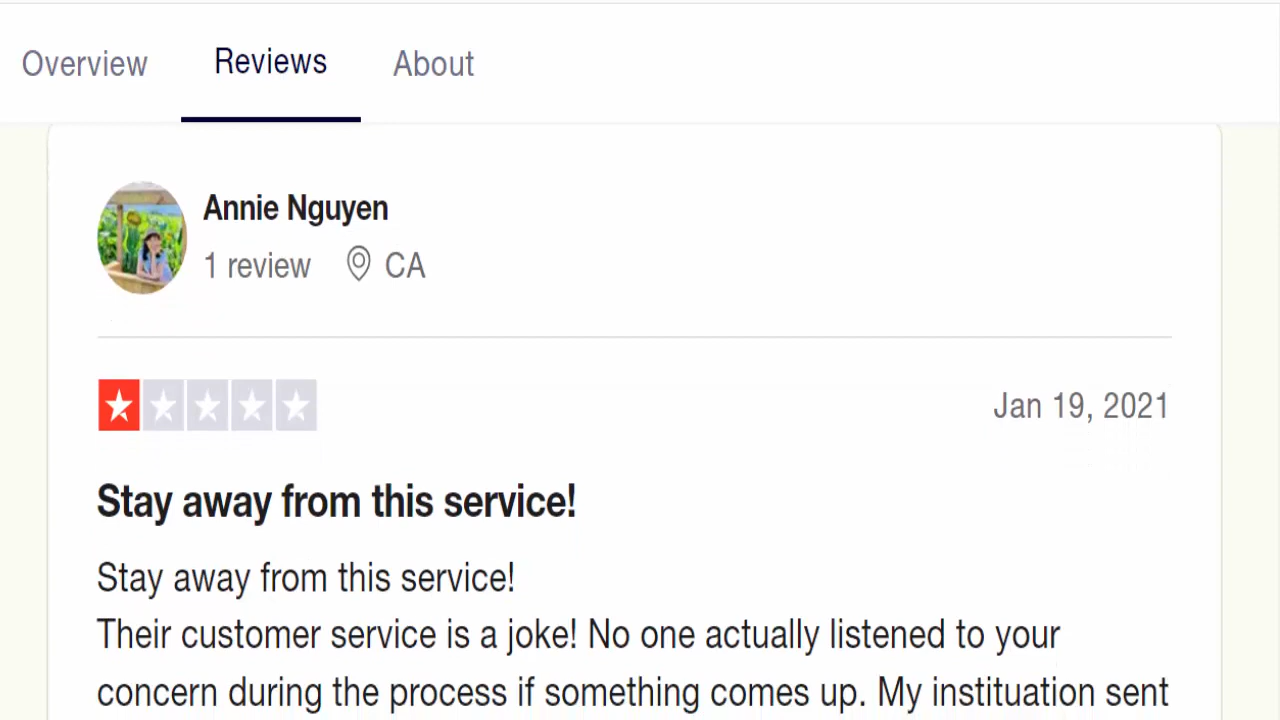 Overview Reviews About
Annie Nguyen
1 review CA
Jan 19, 2021
Stay away from this service!
Stay away from this service!
Their customer service is a joke! No one actually listened to your
concern during the process if something comes up. My instituation sent